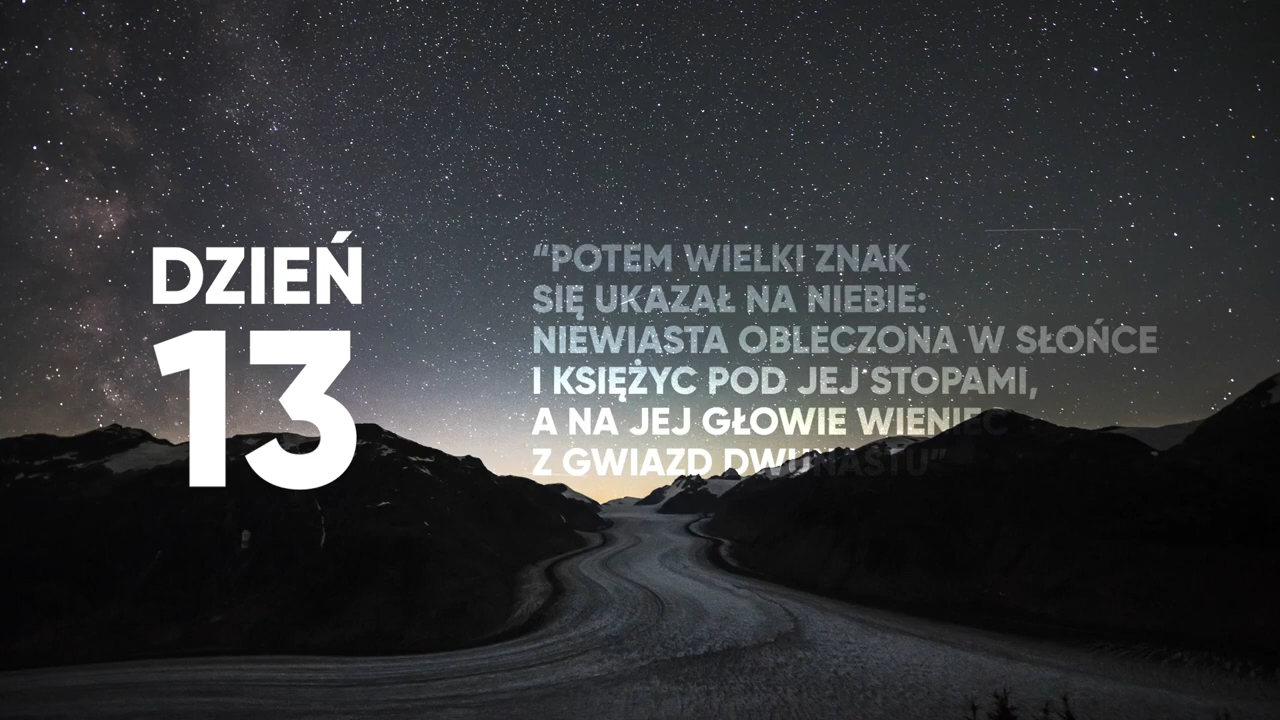 DZIEŃ
13
“POTEM WIELKI ZNAK
SIĘ UKAZAŁ NA NIEBIE:
NIEWIASTA OBLECZONA W SŁOŃCE
I KSIĘŻYC POD JEJ STOPAMI,
A NA JEJ GŁOWIE WIENIEC
Z GWIAZD DWUNASTU”